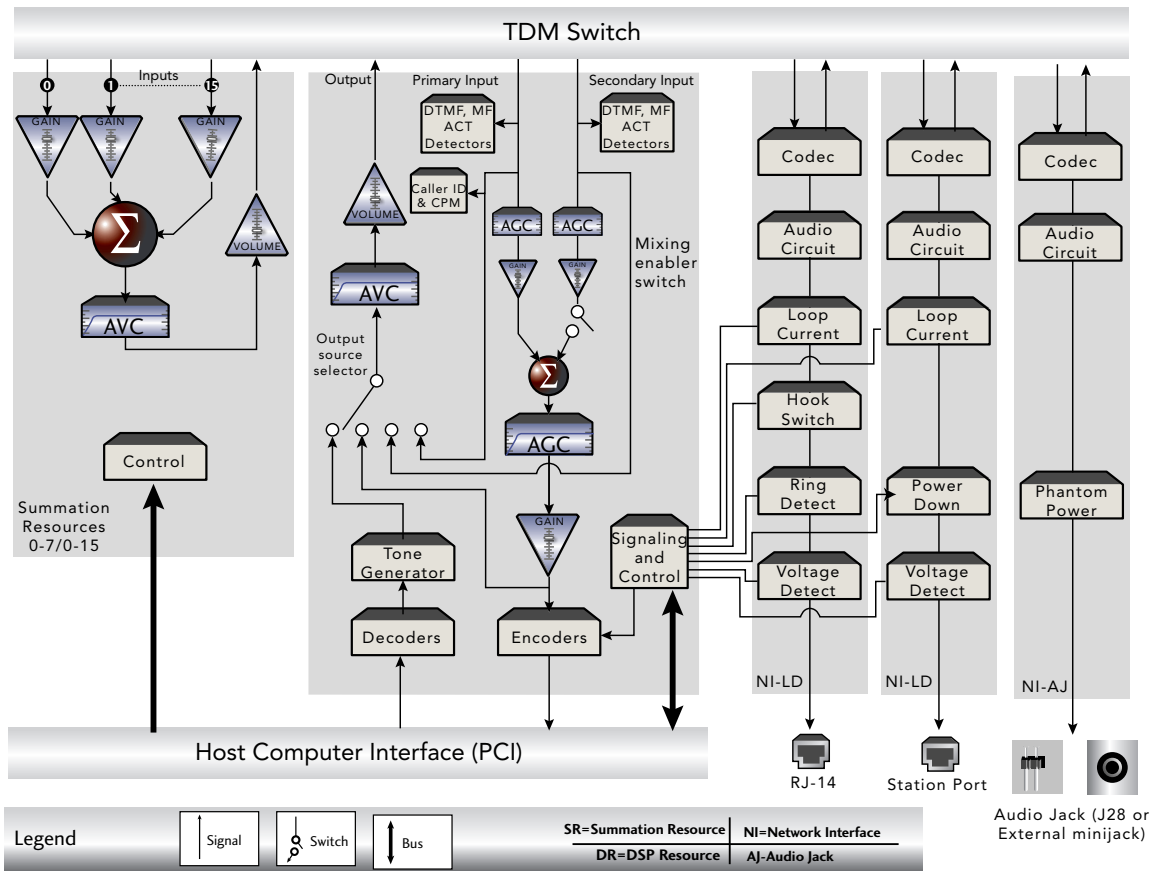 TDM Switch
0
1
Inputs
15
GAIN
GAIN
GAIN
Σ
VOLUME
AVC
Control
Summation
Resources
0-7/0-15
Output
Primary Input
Secondary Input
DTMF, MF
ACT
Detectors
DTMF, MF
ACT
Detectors
Caller ID
& CPM
VOLUME
AGC
AGC
Mixing
enabler
switch
GAIN
GAIN
AVC
Output
source
selector
Σ
AGC
GAIN
Signaling
and
Control
Tone
Generator
Decoders
Encoders
Codec
Audio
Circuit
Loop
Current
Hook
Switch
Ring
Detect
Voltage
Detect
NI-LD
RJ-14
Codec
Audio
Circuit
Loop
Current
Power
Down
Voltage
Detect
NI-LD
Station Port
Codec
Audio
Circuit
Phantom
Power
NI-AJ
Audio Jack (J28 or
External minijack)
Host Computer Interface (PCI)
Legend
Signal
Switch
Bus
SR=Summation Resource
NI=Network Interface
DR=DSP Resource
AJ-Audio Jack